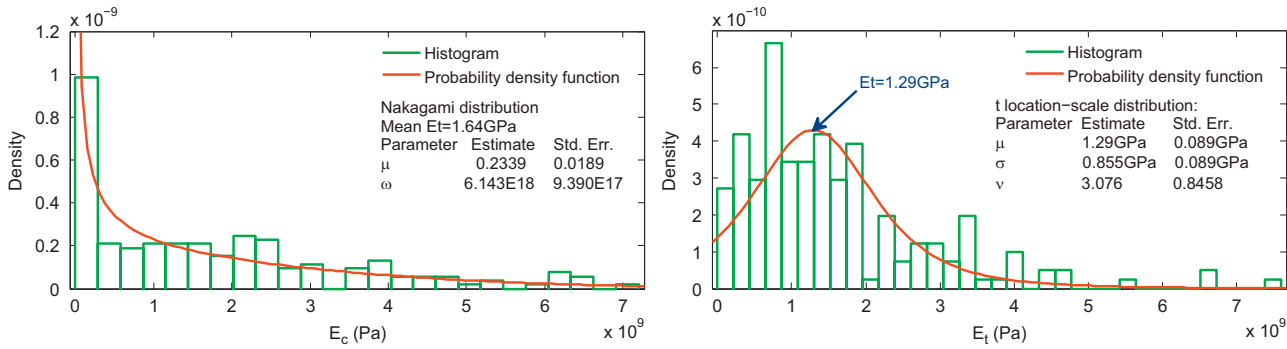 x 10⁻⁹
1.2
1
0.8
0.6
0.4
0.2
0
Density
Histogram
Probability density function
Nakagami distribution
Mean Et=1.64GPa
Parameter Estimate Std. Err.
μ 0.2339 0.0189
ω 6.143E18 9.390E17
0 1 2 3 4 5 6 7
E_c (Pa)
x 10⁹
x 10⁻¹⁰
6
5
4
3
2
1
0
Density
Histogram
Probability density function
Et=1.29GPa
t location−scale distribution:
Parameter Estimate Std. Err.
μ 1.29GPa 0.089GPa
σ 0.855GPa 0.089GPa
ν 3.076 0.8458
0 1 2 3 4 5 6 7
E_t (Pa)
x 10⁹